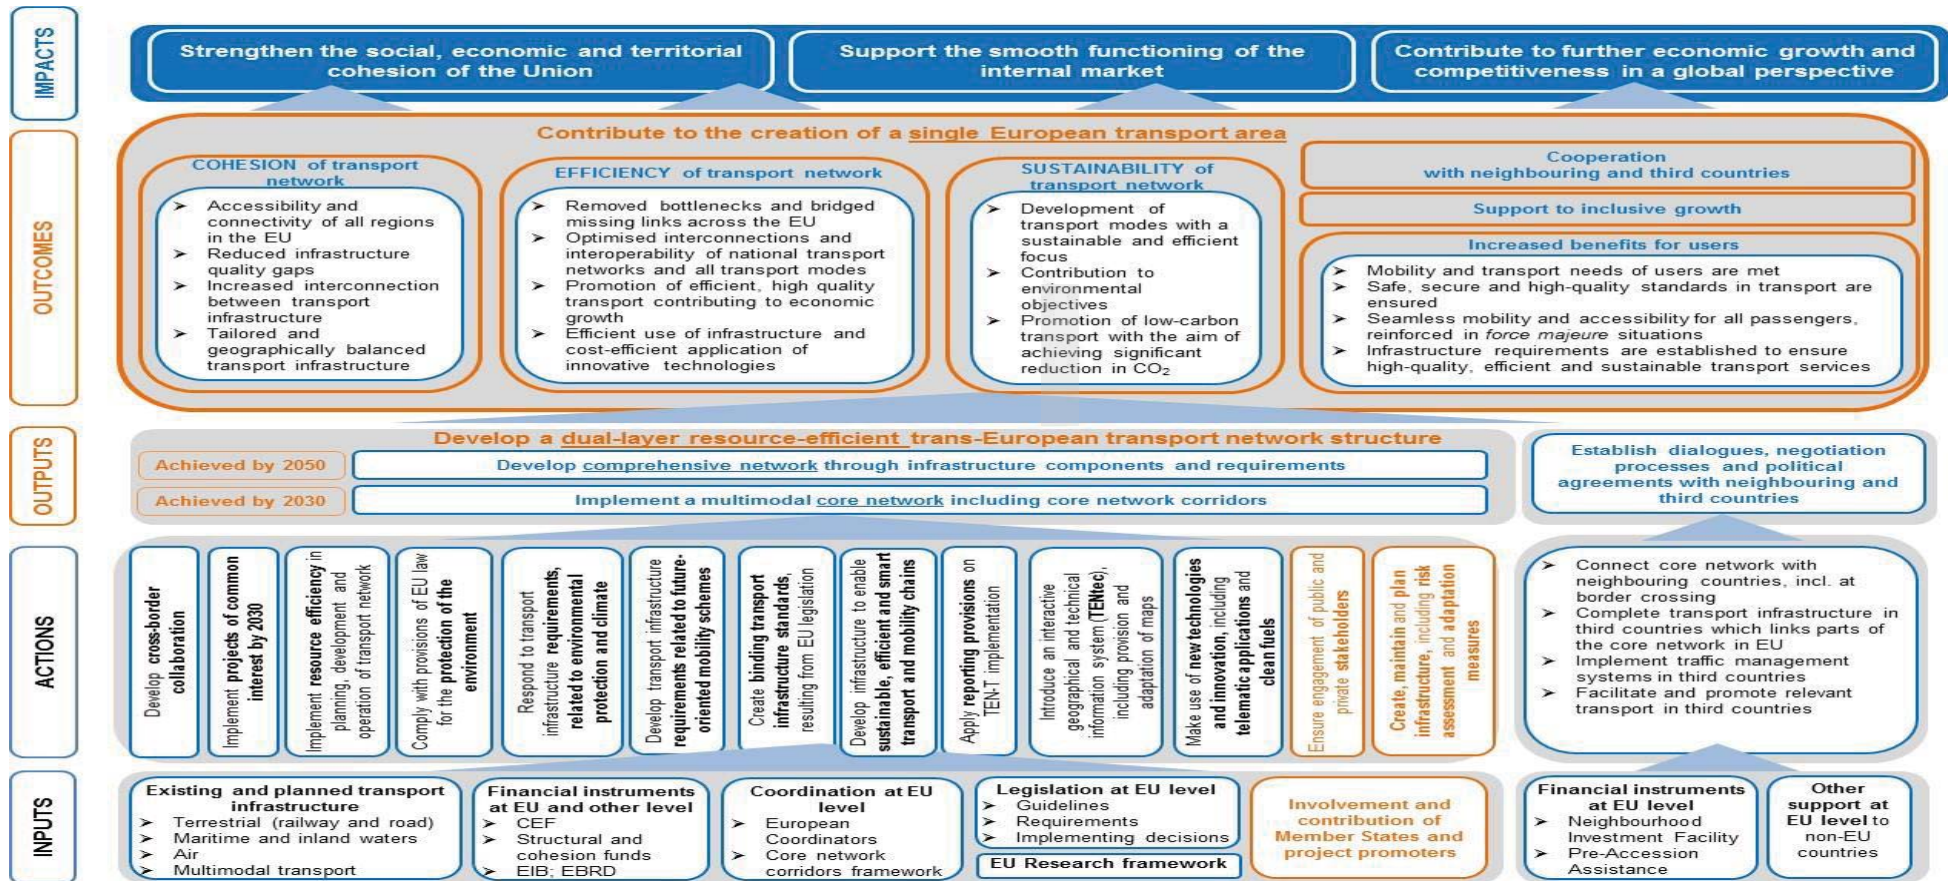 IMPACTS
Strengthen the social, economic and territorial
cohesion of the Union
Support the smooth functioning of the
internal market
Contribute to further economic growth and
competitiveness in a global perspective
OUTCOMES
Contribute to the creation of a single European transport area
COHESION of transport
network
➢ Accessibility and
connectivity of all regions
in the EU
➢ Reduced infrastructure
quality gaps
➢ Increased interconnection
between transport
infrastructure
➢ Tailored and
geographically balanced
transport infrastructure
EFFICIENCY of transport network
➢ Removed bottlenecks and bridged
missing links across the EU
➢ Optimised interconnections and
interoperability of national transport
networks and all transport modes
➢ Promotion of efficient, high quality
transport contributing to economic
growth
➢ Efficient use of infrastructure and
cost-efficient application of
innovative technologies
SUSTAINABILITY of
transport network
➢ Development of
transport modes with a
sustainable and efficient
focus
➢ Contribution to
environmental
objectives
➢ Promotion of low-carbon
transport with the aim of
achieving significant
reduction in CO₂
Cooperation
with neighbouring and third countries
Support to inclusive growth
Increased benefits for users
➢ Mobility and transport needs of users are met
➢ Safe, secure and high-quality standards in transport are
ensured
➢ Seamless mobility and accessibility for all passengers,
reinforced in force majeure situations
➢ Infrastructure requirements are established to ensure
high-quality, efficient and sustainable transport services
OUTPUTS
Develop a dual-layer resource-efficient trans-European transport network structure
Achieved by 2050
Develop comprehensive network through infrastructure components and requirements
Achieved by 2030
Implement a multimodal core network including core network corridors
Establish dialogues, negotiation
processes and political
agreements with neighbouring and
third countries
ACTIONS
Develop cross-border
collaboration
Implement projects of common
interest by 2030
Implement resource efficiency in
planning, development and
operation of transport network
Comply with provisions of EU law
for the protection of the
environment
Respond to transport
infrastructure requirements,
related to environmental
protection and climate
Develop transport infrastructure
requirements related to future-
oriented mobility schemes
Create binding transport
infrastructure standards,
resulting from EU legislation
Develop infrastructure to enable
sustainable, efficient and smart
transport and mobility chains
Apply reporting provisions on
TEN-T implementation
Introduce an interactive
geographical and technical
information system (TENtec),
including provision and
adaptation of maps
Make use of new technologies
and innovation, including
telematic applications and
clean fuels
Ensure engagement of public and
private stakeholders
Create, maintain and plan
infrastructure, including risk
assessment and adaptation
measures
➢ Connect core network with
neighbouring countries, incl. at
border crossing
➢ Complete transport infrastructure in
third countries which links parts of
the core network in EU
➢ Implement traffic management
systems in third countries
➢ Facilitate and promote relevant
transport in third countries
INPUTS
Existing and planned transport
infrastructure
➢ Terrestrial (railway and road)
➢ Maritime and inland waters
➢ Air
➢ Multimodal transport
Financial instruments
at EU and other level
➢ CEF
➢ Structural and
cohesion funds
➢ EIB; EBRD
Coordination at EU
level
➢ European
Coordinators
➢ Core network
corridors framework
Legislation at EU level
➢ Guidelines
➢ Requirements
➢ Implementing decisions
EU Research framework
Involvement and
contribution of
Member States and
project promoters
Financial instruments
at EU level
➢ Neighbourhood
Investment Facility
➢ Pre-Accession
Assistance
Other
support at
EU level to
non-EU
countries